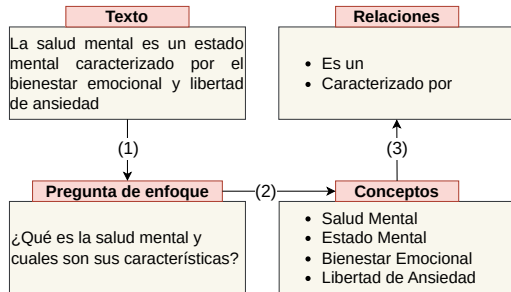 Texto
La salud mental es un estado
mental caracterizado por el
bienestar emocional y libertad
de ansiedad
Relaciones
• Es un
• Caracterizado por
(1)
(3)
Pregunta de enfoque
(2)
Conceptos
¿Qué es la salud mental y
cuales son sus características?
• Salud Mental
• Estado Mental
• Bienestar Emocional
• Libertad de Ansiedad